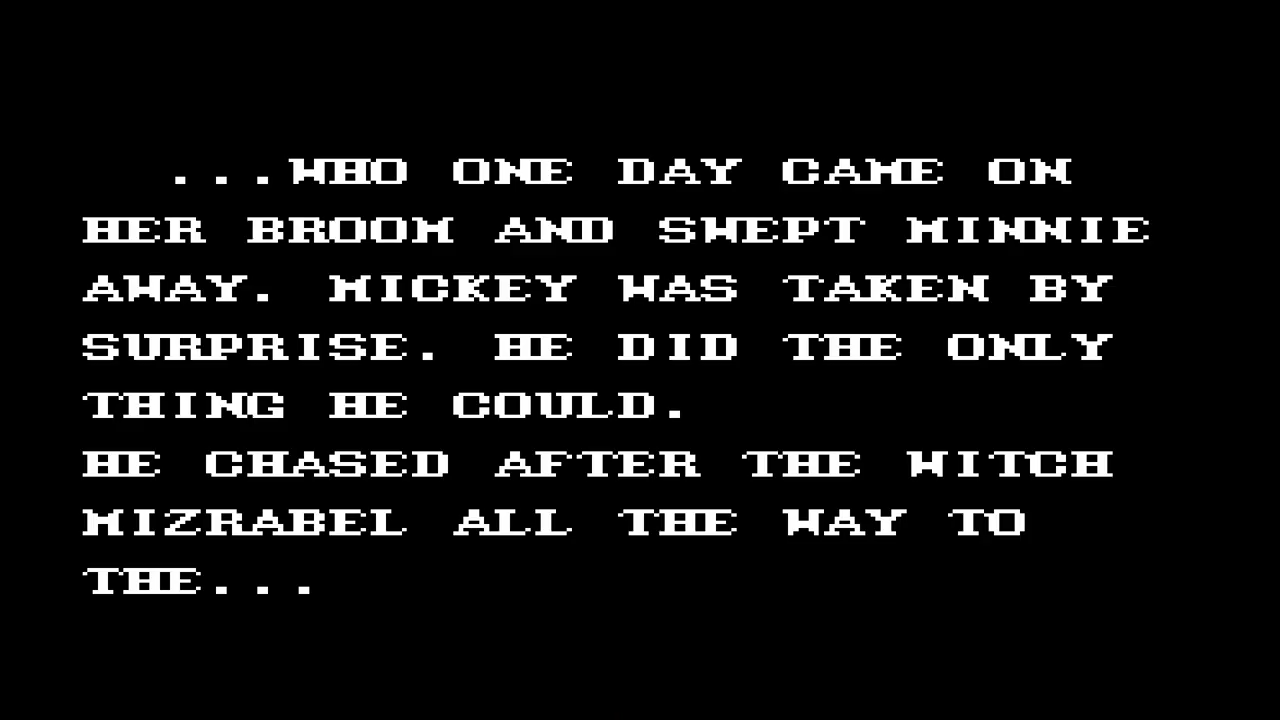 ...WHO ONE DAY CAME ON
HER BROOM AND SWEPT MINNIE
AWAY. MICKEY WAS TAKEN BY
SURPRISE. HE DID THE ONLY
THING HE COULD.
HE CHASED AFTER THE WITCH
MIZRABEL ALL THE WAY TO
THE...